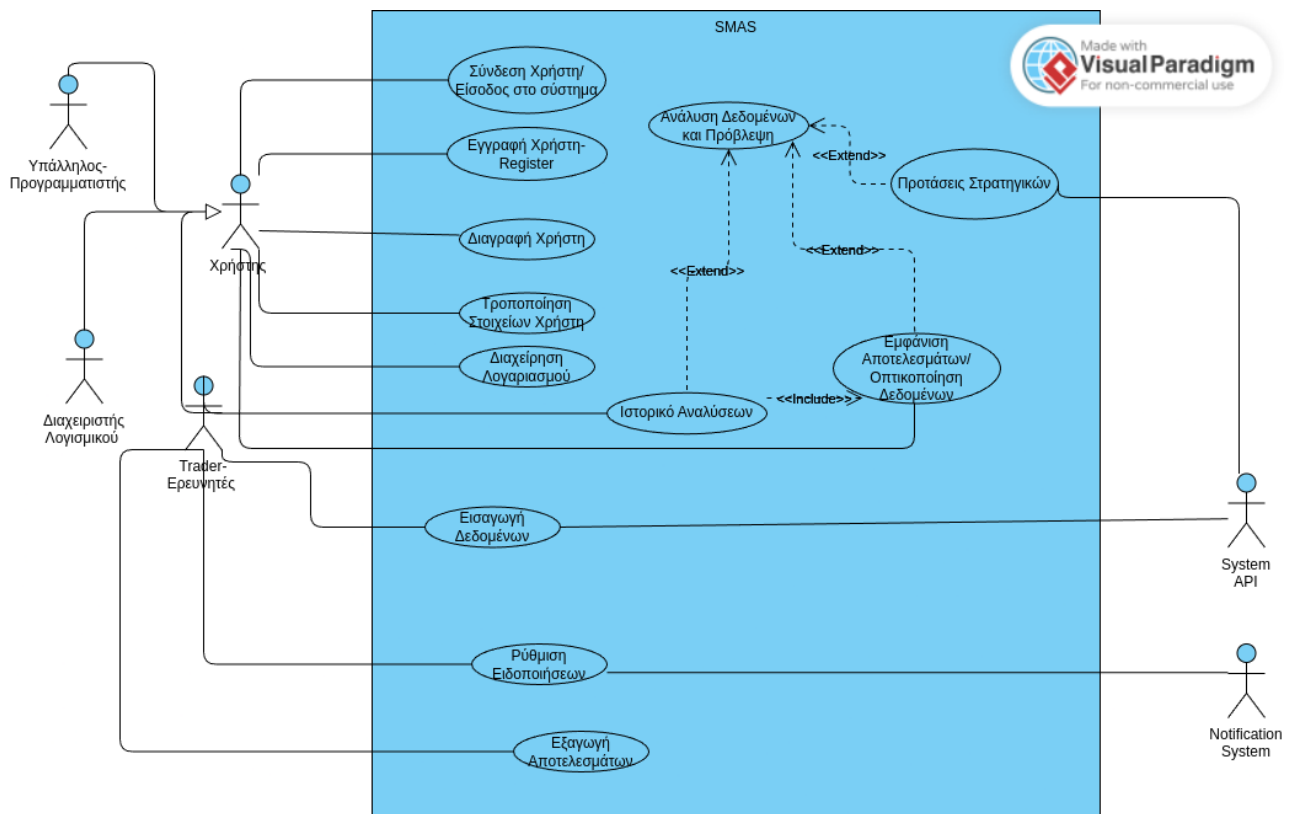 SMAS
Made with
Visual Paradigm
For non-commercial use
Σύνδεση Χρήστη/
Είσοδος στο σύστημα
Ανάλυση Δεδομένων
και Πρόβλεψη
Εγγραφή Χρήστη-
Register
<<Extend>>
Υπάλληλος-
Προγραμματιστής
Προτάσεις Στρατηγικών
Διαγραφή Χρήστη
<<Extend>>
Χρήστης
<<Extend>>
Τροποποίηση
Στοιχείων Χρήστη
Εμφάνιση
Αποτελεσμάτων/
Οπτικοποίηση
Δεδομένων
Διαχείρηση
Λογαριασμού
<<Include>>
Ιστορικό Αναλύσεων
Διαχειριστής
Λογισμικού
Trader-
Ερευνητές
Εισαγωγή
Δεδομένων
System
API
Ρύθμιση
Ειδοποιήσεων
Notification
System
Εξαγωγή
Αποτελεσμάτων